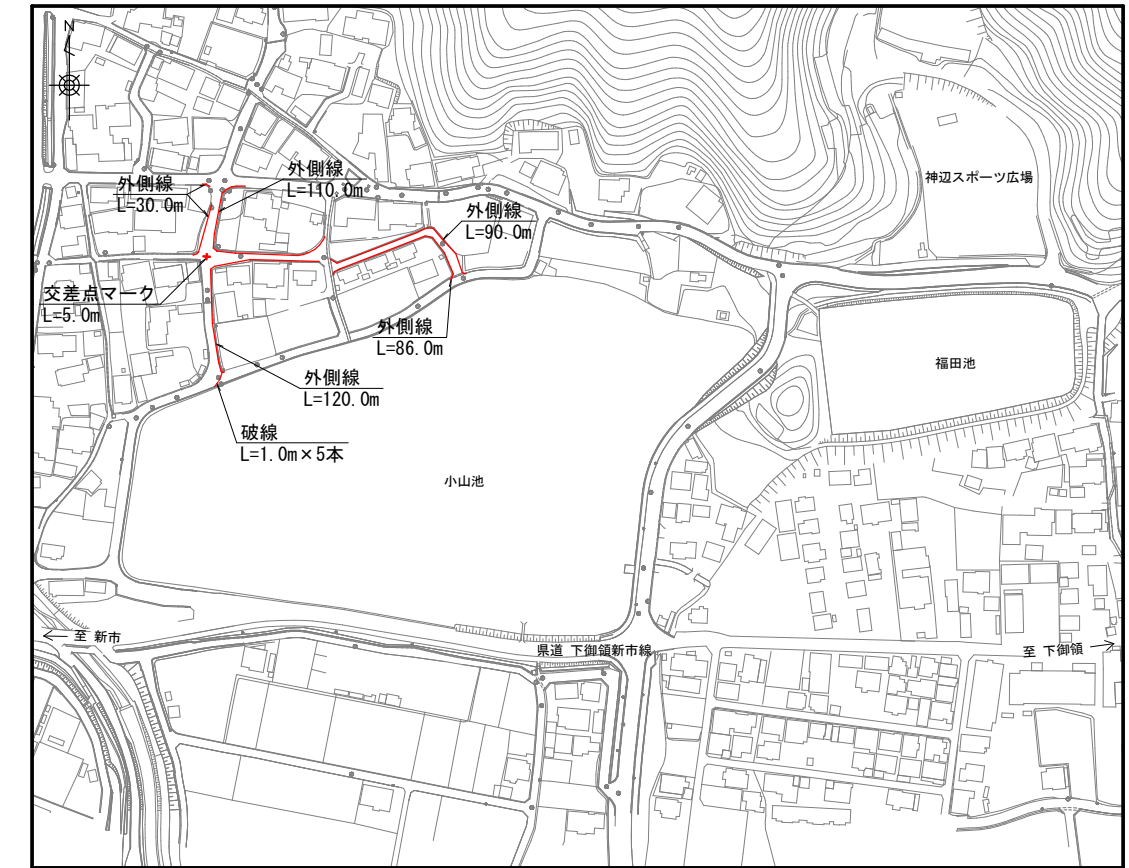 N
外側線
L=30.0m
外側線
L=110.0m
神辺スポーツ広場
外側線
L=90.0m
交差点マーク
L=5.0m
外側線
L=86.0m
福田池
外側線
L=120.0m
破線
L=1.0m×5本
小山池
← 至 新市
県道 下御領新市線
至 下御領 →